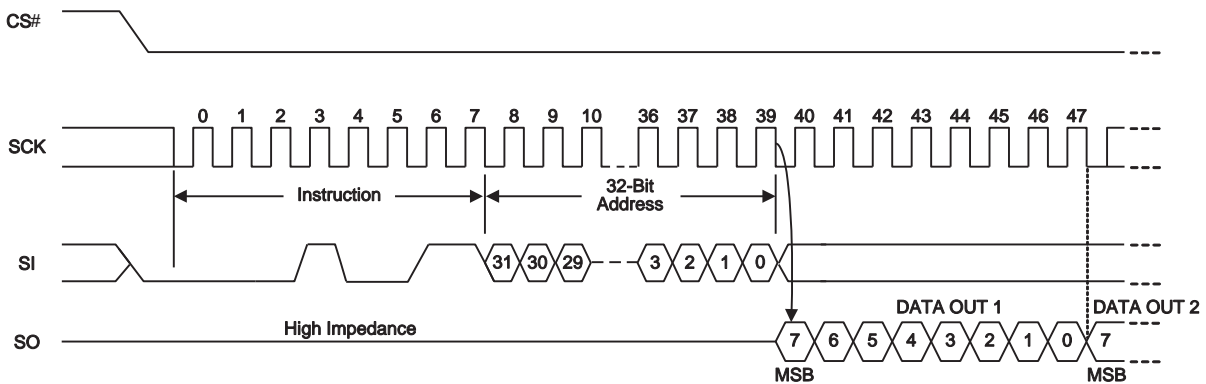 CS#
0 1 2 3 4 5 6 7 8 9 10 36 37 38 39 40 41 42 43 44 45 46 47
SCK
Instruction
32-Bit
Address
SI
31 30 29 3 2 1 0
DATA OUT 1 DATA OUT 2
High Impedance
SO
7 6 5 4 3 2 1 0 7
MSB MSB